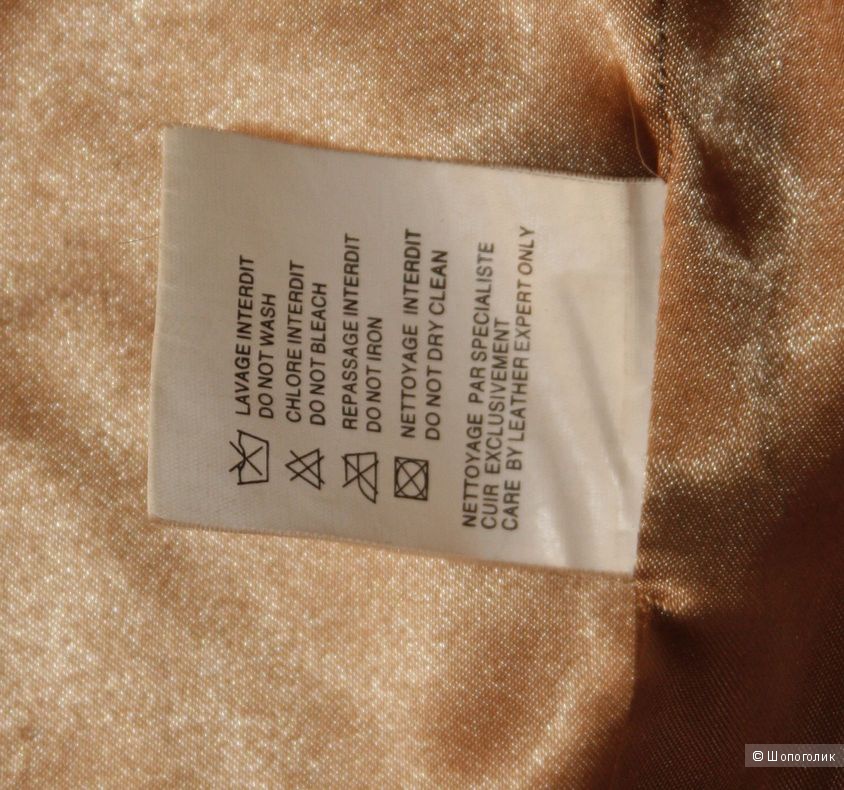 LAVAGE INTERDIT
DO NOT WASH
CHLORE INTERDIT
DO NOT BLEACH
REPASSAGE INTERDIT
DO NOT IRON
NETTOYAGE INTERDIT
DO NOT DRY CLEAN
NETTOYAGE PAR SPECIALISTE
CUIR EXCLUSIVEMENT
CARE BY LEATHER EXPERT ONLY
© Шопоголик